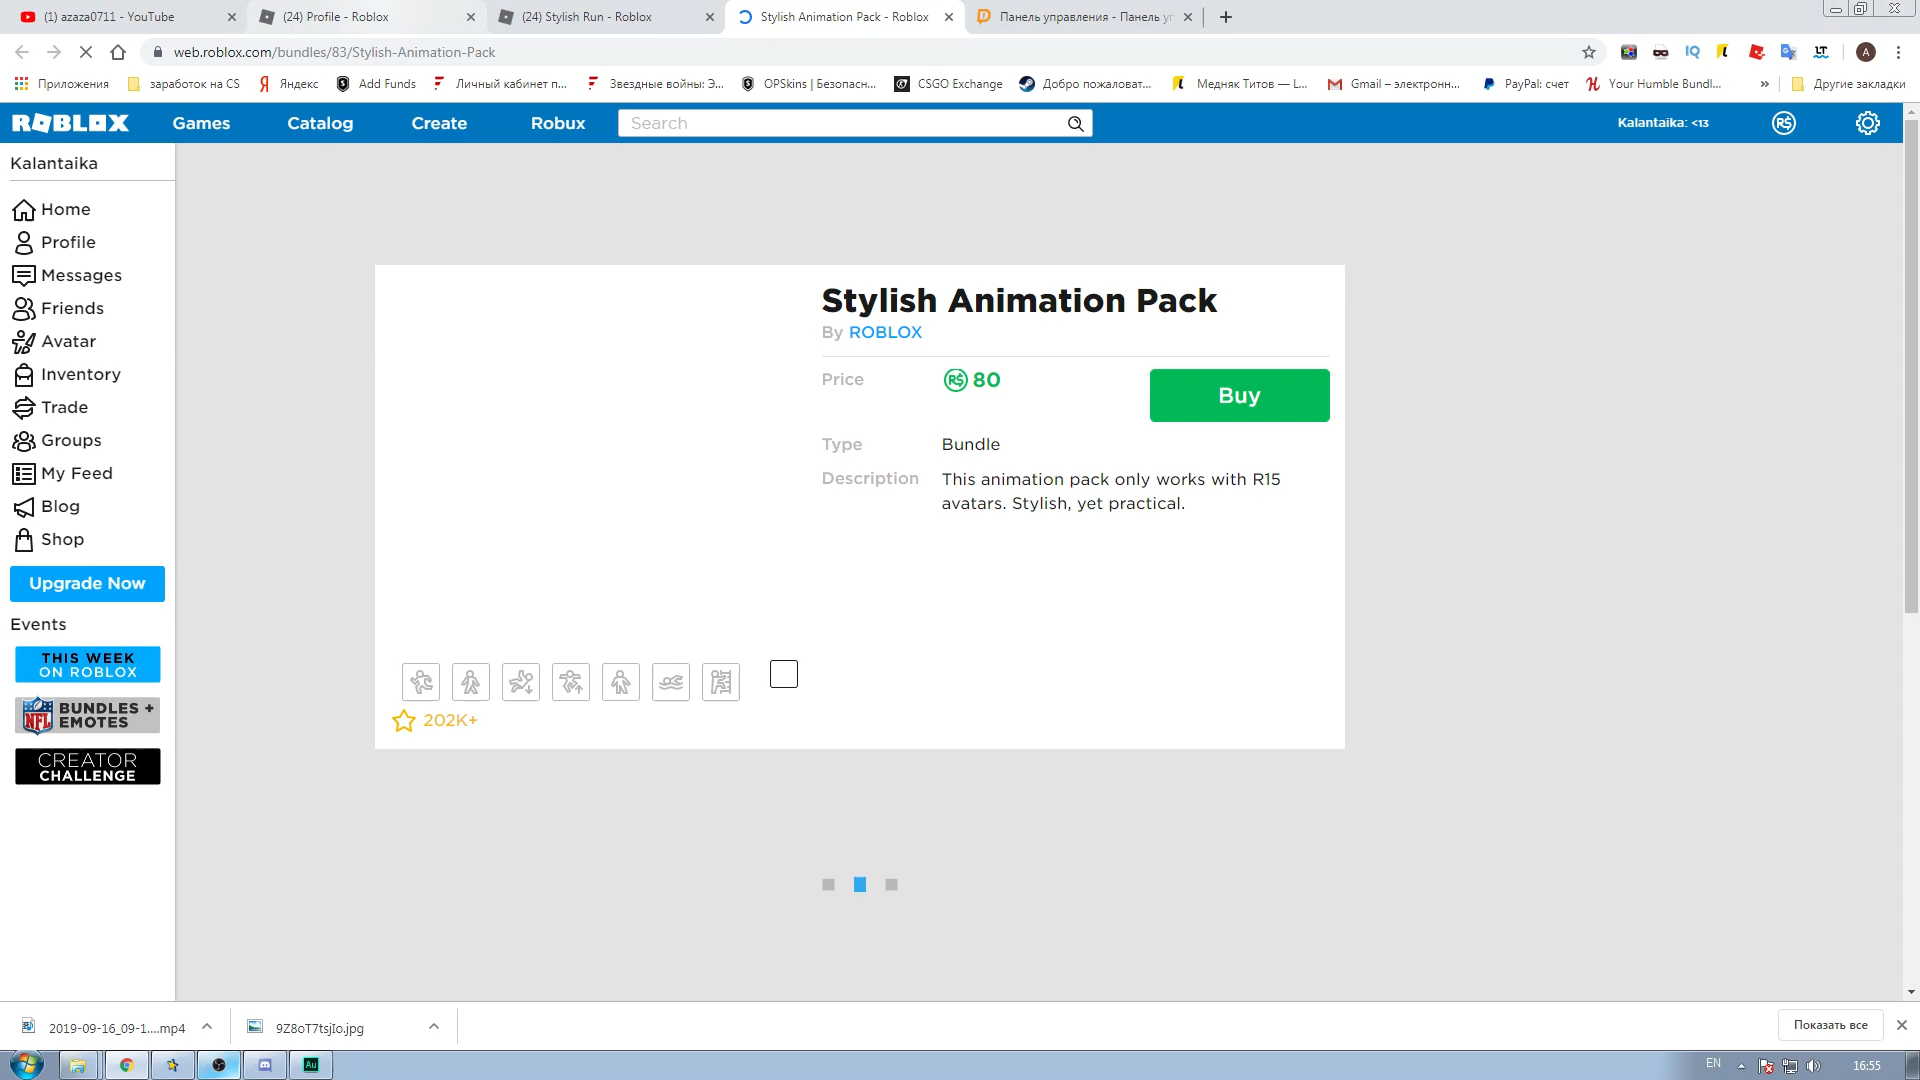 (1) azaza0711 - YouTube
(24) Profile - Roblox
(24) Stylish Run - Roblox
Stylish Animation Pack - Roblox
Панель управления - Панель уп
web.roblox.com/bundles/83/Stylish-Animation-Pack
Приложения
заработок на CS
Яндекс
Add Funds
Личный кабинет п...
Звездные войны: Э...
OPSkins | Безопасн...
CSGO Exchange
Добро пожаловат...
Медняк Титов — L...
Gmail – электронн...
PayPal: счет
Your Humble Bundl...
»
Другие закладки
ROBLOX
Games
Catalog
Create
Robux
Search
Kalantaika: <13
Kalantaika
Home
Profile
Messages
Friends
Avatar
Inventory
Trade
Groups
My Feed
Blog
Shop
Upgrade Now
Events
THIS WEEK
ON ROBLOX
NFL
BUNDLES +
EMOTES
CREATOR
CHALLENGE
Stylish Animation Pack
By ROBLOX
Price
R$ 80
Buy
Type
Bundle
Description
This animation pack only works with R15
avatars. Stylish, yet practical.
202K+
2019-09-16_09-1....mp4
9Z8oT7tsjIo.jpg
Показать все
Au
EN
16:55